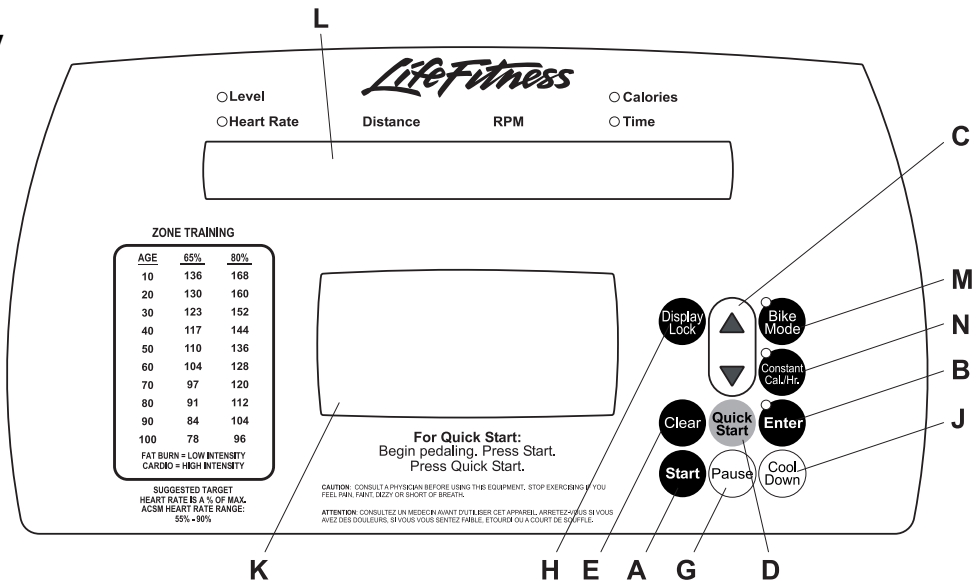 L
LifeFitness
Level
Calories
Heart Rate Distance RPM Time
C
ZONE TRAINING
AGE 65% 80%
10 136 168
20 130 160
30 123 152
40 117 144
50 110 136
60 104 128
70 97 120
80 91 112
90 84 104
100 78 96
FAT BURN = LOW INTENSITY
CARDIO = HIGH INTENSITY
SUGGESTED TARGET
HEART RATE IS A % OF MAX.
ACSM HEART RATE RANGE:
55% - 90%
Display
Lock
Bike
Mode
M
Constant
Cal./Hr.
N
B
Clear
Quick
Start
Enter
J
Start
Pause
Cool
Down
For Quick Start:
Begin pedaling. Press Start.
Press Quick Start.
CAUTION: CONSULT A PHYSICIAN BEFORE USING THIS EQUIPMENT. STOP EXERCISING IF YOU
FEEL PAIN, FAINT, DIZZY OR SHORT OF BREATH.
ATTENTION: CONSULTEZ UN MEDECIN AVANT D'UTILISER CET APPAREIL. ARRETEZ-VOUS SI VOUS
AVEZ DES DOULEURS, SI VOUS VOUS SENTEZ FAIBLE, ETOURDI OU A COURT DE SOUFFLE.
K H E A G D